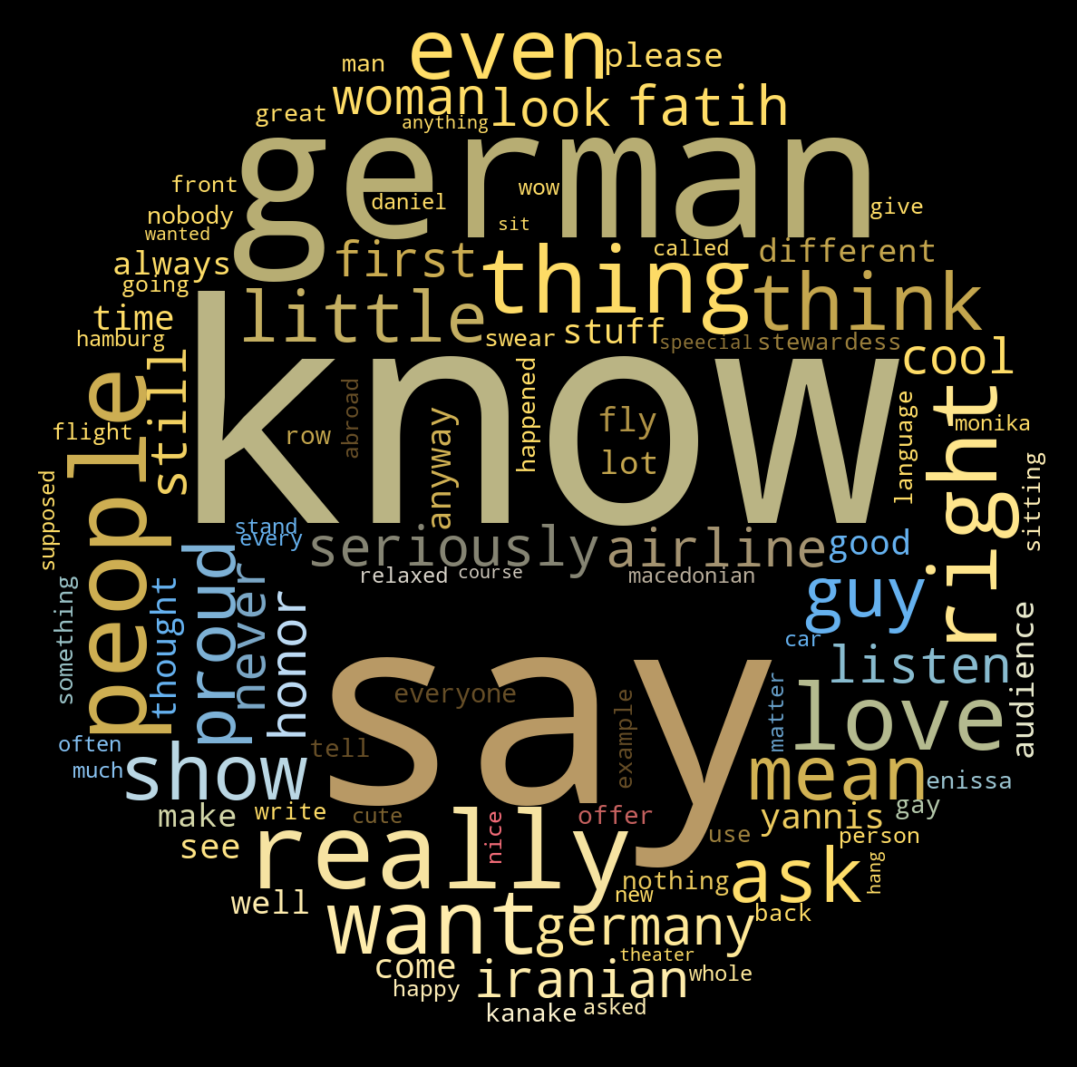 even please
man
woman look fatih
great anything
german
front daniel wow give
nobody sit
wanted called different
always first thing
going little think
time swear stuff
hamburg speecial stewardess cool
know
people still right
flight row abroad anyway happened fly language monika
lot
supposed sitting
stand
every seriously airline good
relaxed course macedonian
something thought proud never honor guy
car audience
say listen
everyone example matter love
often tell
much show mean enissa
make write cute nice offer use yannis gay
see really person
nothing ask hang
well want new back
germany
come theater
happy iranian whole
kanake asked